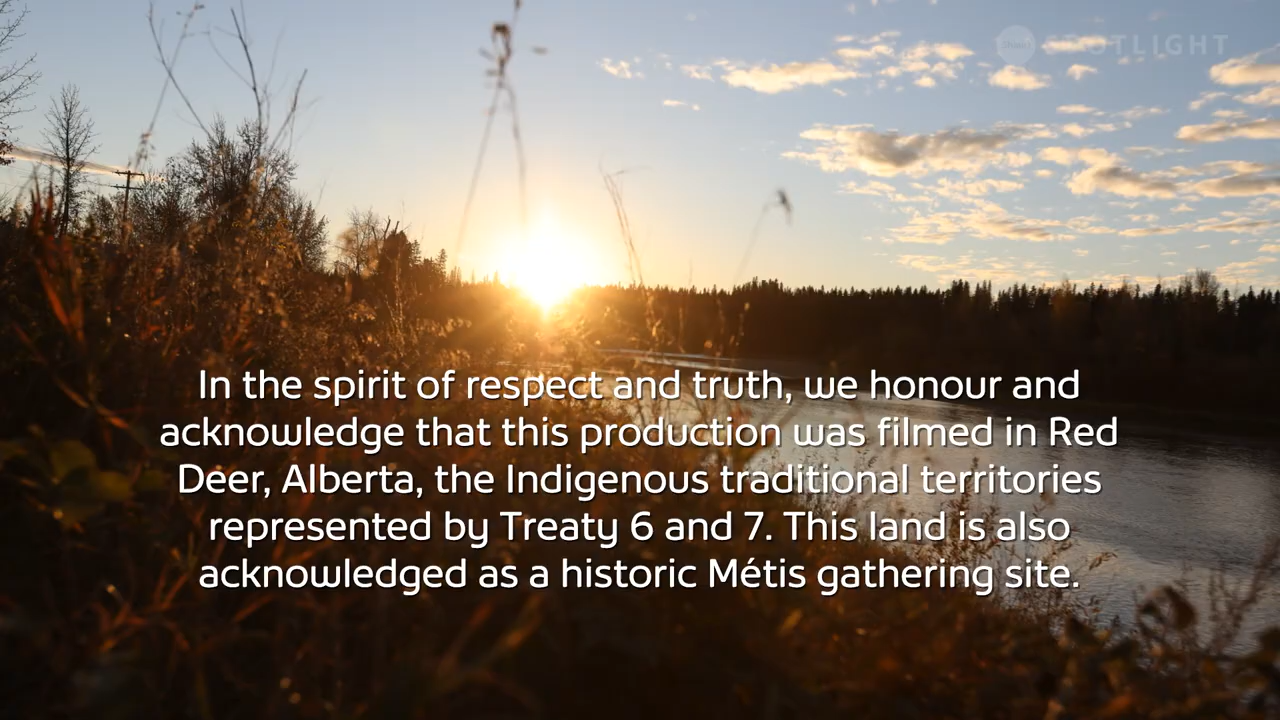 Shaw) SPOTLIGHT
In the spirit of respect and truth, we honour and
acknowledge that this production was filmed in Red
Deer, Alberta, the Indigenous traditional territories
represented by Treaty 6 and 7. This land is also
acknowledged as a historic Métis gathering site.